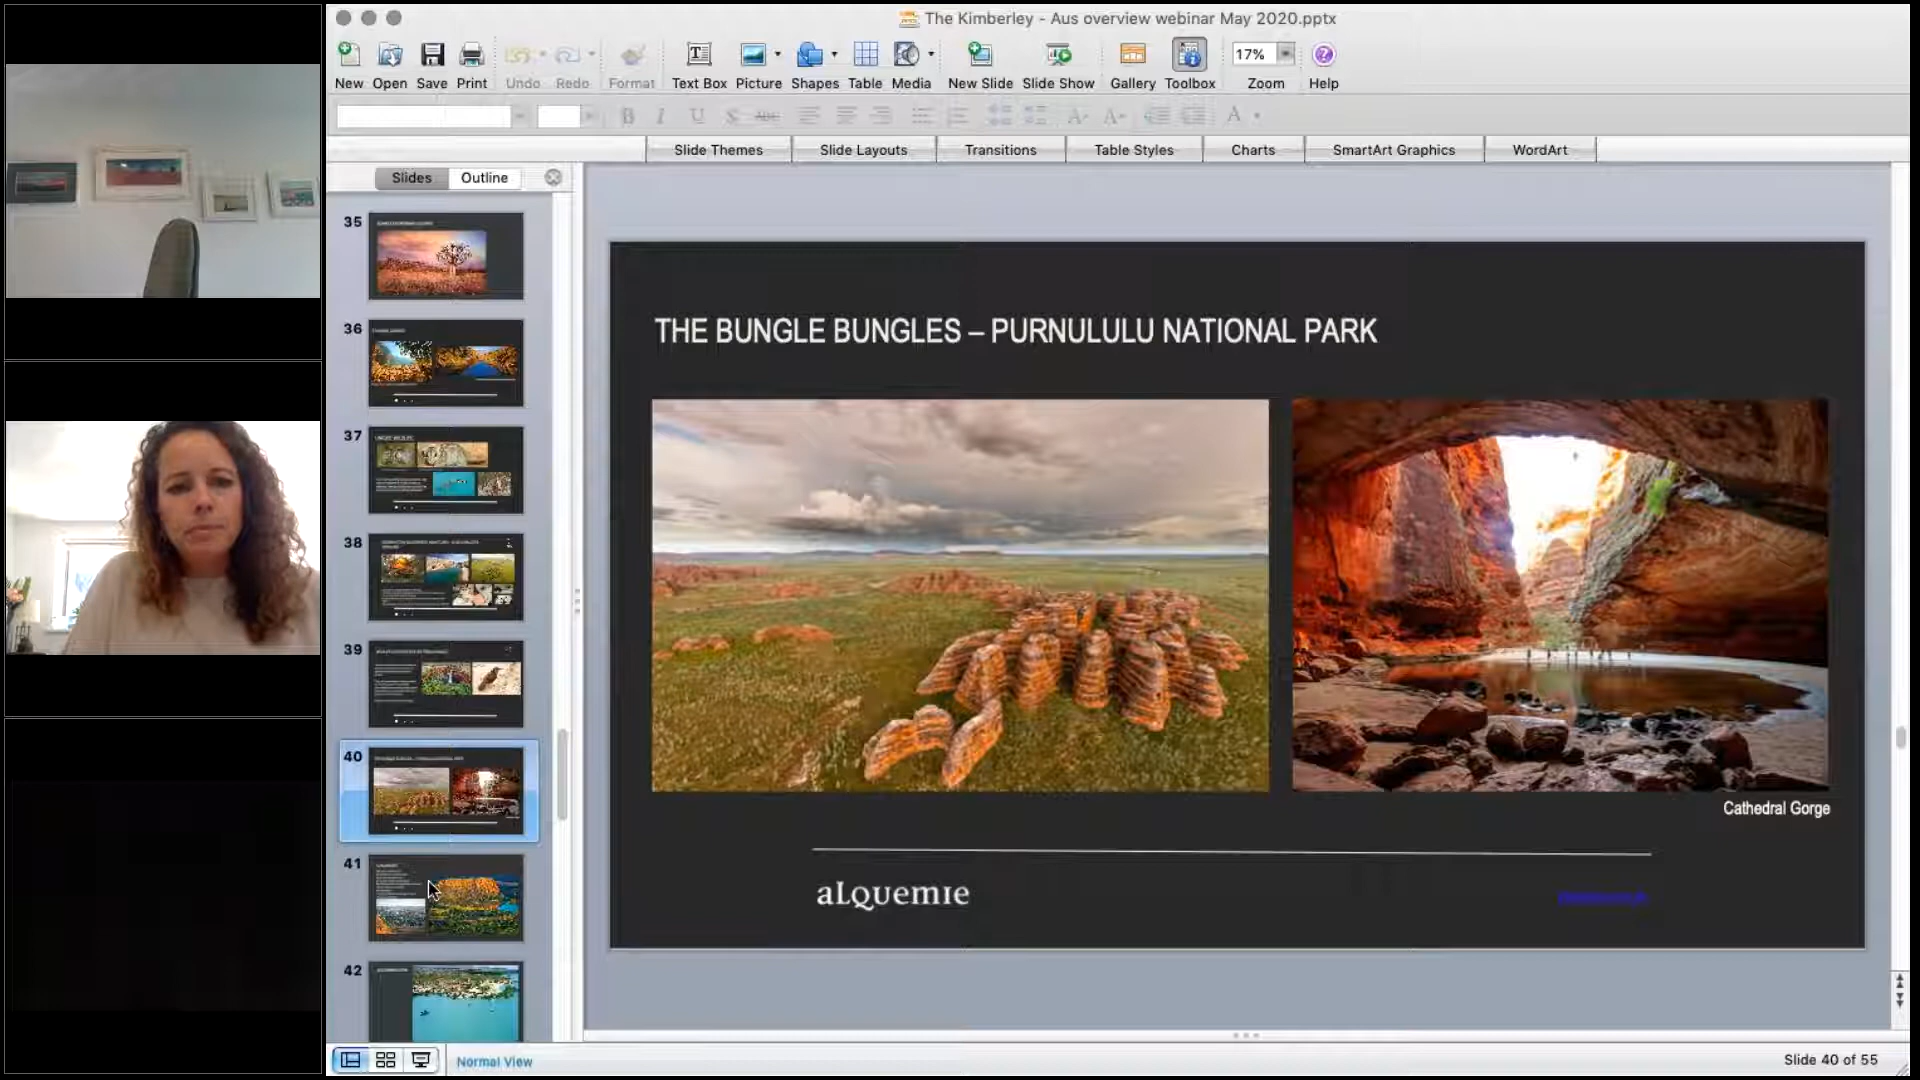 The Kimberley - Aus overview webinar May 2020.pptx
New Open Save Print Undo Redo Format Text Box Picture Shapes Table Media New Slide Slide Show Gallery Toolbox 17% Zoom Help
B I U S ABC A A A
Slide Themes Slide Layouts Transitions Table Styles Charts SmartArt Graphics WordArt
Slides Outline
35
36
37
38
39
40
41
42
THE BUNGLE BUNGLES – PURNULULU NATIONAL PARK
Cathedral Gorge
aLQuemie
Normal View
Slide 40 of 55